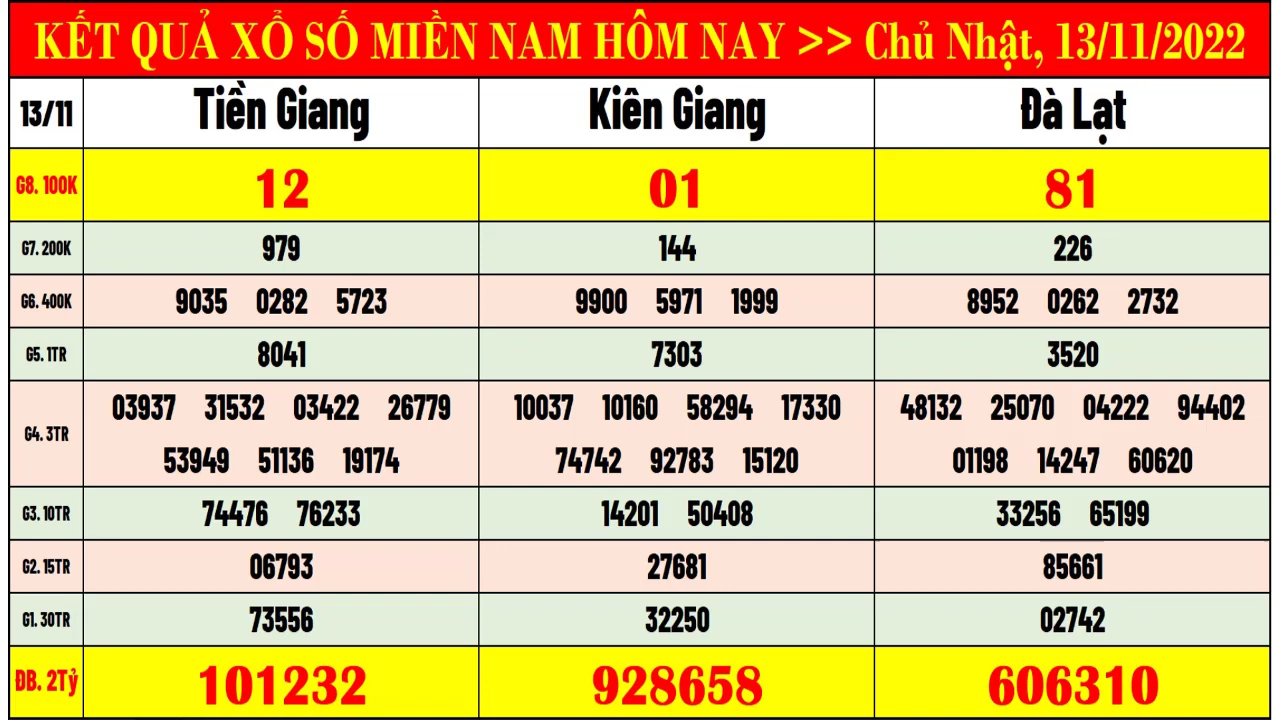 KẾT QUẢ XỔ SỐ MIỀN NAM HÔM NAY >> Chủ Nhật, 13/11/2022
13/11 Tiền Giang Kiên Giang Đà Lạt
G8. 100K 12 01 81
G7. 200K 979 144 226
G6. 400K 9035 0282 5723 9900 5971 1999 8952 0262 2732
G5. 1TR 8041 7303 3520
03937 31532 03422 26779 10037 10160 58294 17330 48132 25070 04222 94402
G4. 3TR
53949 51136 19174 74742 92783 15120 01198 14247 60620
G3. 10TR 74476 76233 14201 50408 33256 65199
G2. 15TR 06793 27681 85661
G1. 30TR 73556 32250 02742
ĐB. 2Tỷ 101232 928658 606310